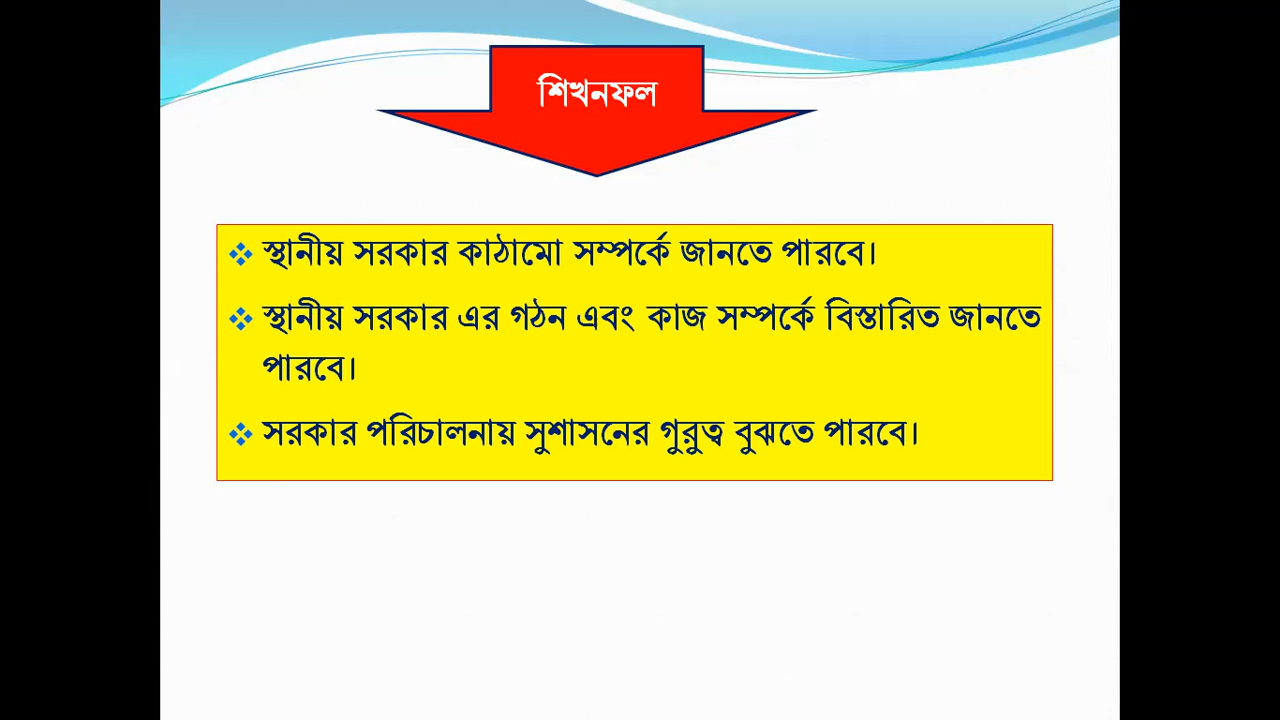 শিখনফল
স্থানীয় সরকার কাঠামো সম্পর্কে জানতে পারবে।
স্থানীয় সরকার এর গঠন এবং কাজ সম্পর্কে বিস্তারিত জানতে
পারবে।
সরকার পরিচালনায় সুশাসনের গুরুত্ব বুঝতে পারবে।